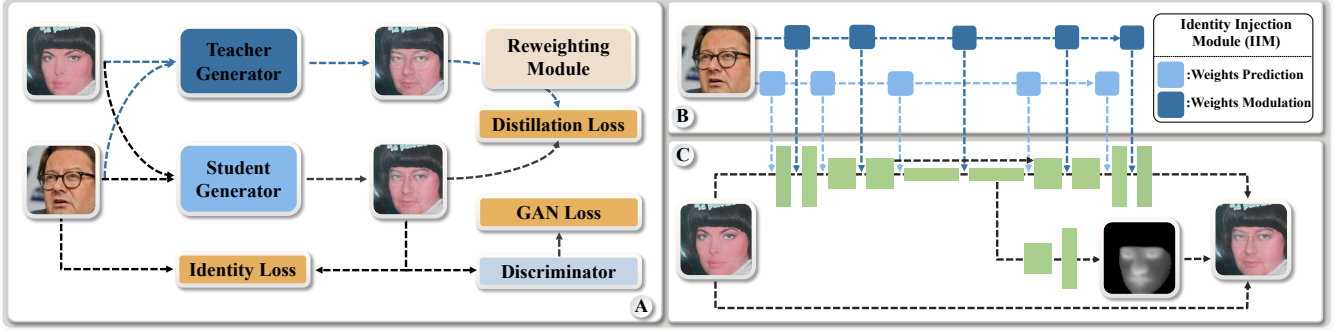 Teacher
Generator
Reweighting
Module
Distillation Loss
Student
Generator
GAN Loss
Identity Loss
Discriminator
A
Identity Injection
Module (IIM)
:Weights Prediction
:Weights Modulation
B
C